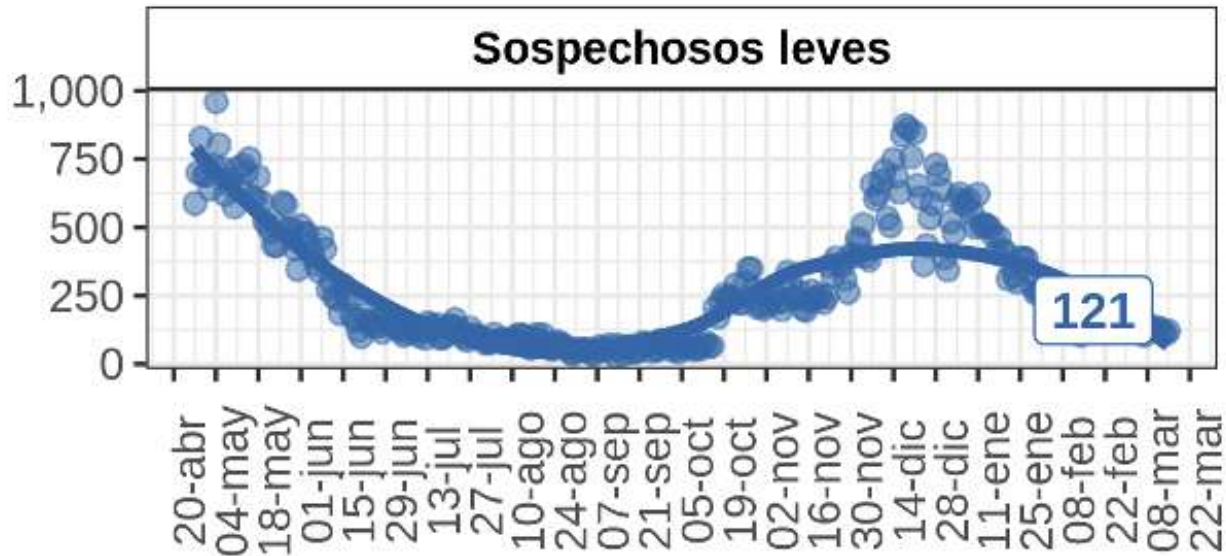 Sospechosos leves
1,000
750
500
250
0
121
20-abr
04-may
18-may
01-jun
15-jun
29-jun
13-jul
27-jul
10-ago
24-ago
07-sep
21-sep
05-oct
19-oct
02-nov
16-nov
30-nov
14-dic
28-dic
11-ene
25-ene
08-feb
22-feb
08-mar
22-mar